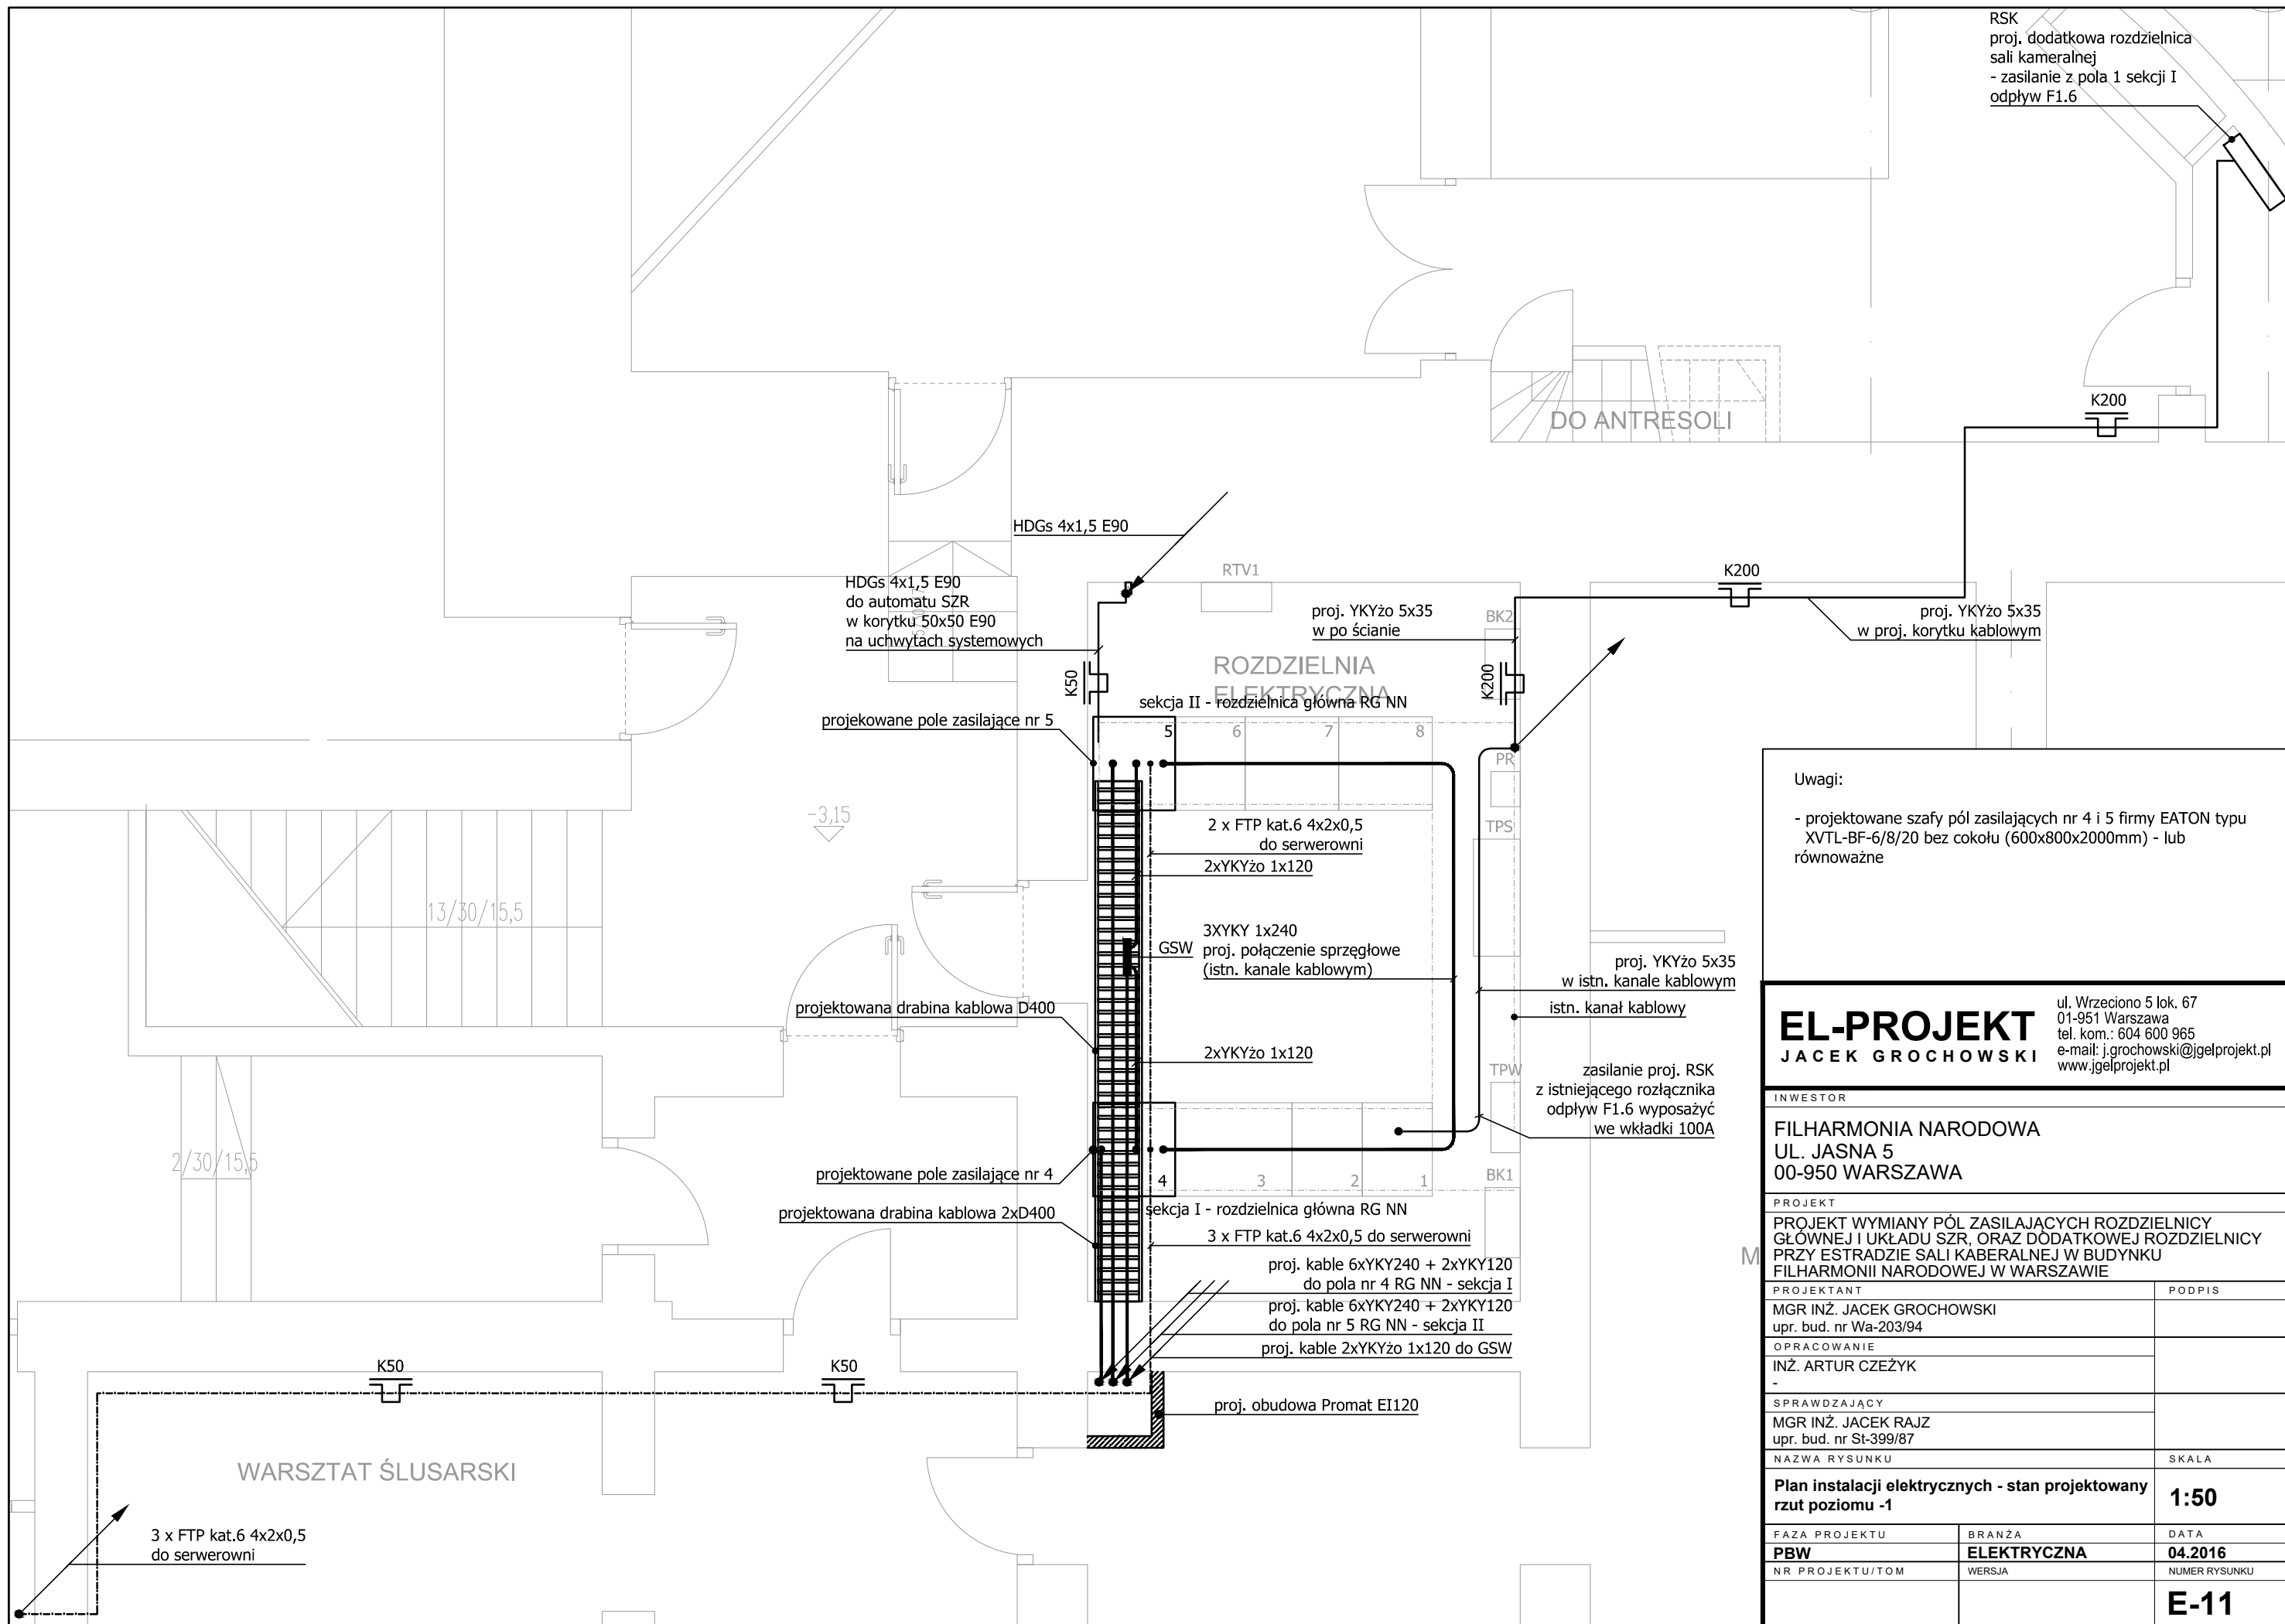 RSK
proj. dodatkowa rozdzielnica
sali kameralnej
- zasilanie z pola 1 sekcji I
odpływ F1.6
K200
DO ANTRESOLI
HDGs 4x1,5 E90
HDGs 4x1,5 E90
do automatu SZR
w korytku 50x50 E90
na uchwytach systemowych
RTV1
K200
proj. YKYżo 5x35
w po ścianie
BK2
proj. YKYżo 5x35
w proj. korytku kablowym
K50
ROZDZIELNIA
ELEKTRYCZNA
K200
sekcja II - rozdzielnica główna RG NN
projekowane pole zasilające nr 5
5
6
7
8
PR
-3,15
2 x FTP kat.6 4x2x0,5
do serwerowni
TPS
2xYKYżo 1x120
13/30/15,5
3XYKY 1x240
proj. połączenie sprzęgłowe
(istn. kanale kablowym)
GSW
proj. YKYżo 5x35
w istn. kanale kablowym
projektowana drabina kablowa D400
istn. kanał kablowy
2xYKYżo 1x120
TPW
zasilanie proj. RSK
z istniejącego rozłącznika
odpływ F1.6 wyposażyć
we wkładki 100A
2/30/15,5
projektowane pole zasilające nr 4
4
3
2
1
BK1
projektowana drabina kablowa 2xD400
sekcja I - rozdzielnica główna RG NN
3 x FTP kat.6 4x2x0,5 do serwerowni
M
proj. kable 6xYKY240 + 2xYKY120
do pola nr 4 RG NN - sekcja I
proj. kable 6xYKY240 + 2xYKY120
do pola nr 5 RG NN - sekcja II
proj. kable 2xYKYżo 1x120 do GSW
K50
K50
proj. obudowa Promat EI120
WARSZTAT ŚLUSARSKI
3 x FTP kat.6 4x2x0,5
do serwerowni
Uwagi:
- projektowane szafy pól zasilających nr 4 i 5 firmy EATON typu
XVTL-BF-6/8/20 bez cokołu (600x800x2000mm) - lub
równoważne
EL-PROJEKT
JACEK GROCHOWSKI
ul. Wrzeciono 5 lok. 67
01-951 Warszawa
tel. kom.: 604 600 965
e-mail: j.grochowski@jgelprojekt.pl
www.jgelprojekt.pl
INWESTOR
FILHARMONIA NARODOWA
UL. JASNA 5
00-950 WARSZAWA
PROJEKT
PROJEKT WYMIANY PÓL ZASILAJĄCYCH ROZDZIELNICY
GŁÓWNEJ I UKŁADU SZR, ORAZ DODATKOWEJ ROZDZIELNICY
PRZY ESTRADZIE SALI KABERALNEJ W BUDYNKU
FILHARMONII NARODOWEJ W WARSZAWIE
PROJEKTANT PODPIS
MGR INŻ. JACEK GROCHOWSKI
upr. bud. nr Wa-203/94
OPRACOWANIE
INŻ. ARTUR CZEŻYK
-
SPRAWDZAJĄCY
MGR INŻ. JACEK RAJZ
upr. bud. nr St-399/87
NAZWA RYSUNKU SKALA
Plan instalacji elektrycznych - stan projektowany
rzut poziomu -1
1:50
FAZA PROJEKTU BRANŻA DATA
PBW ELEKTRYCZNA 04.2016
NR PROJEKTU/TOM WERSJA NUMER RYSUNKU
E-11